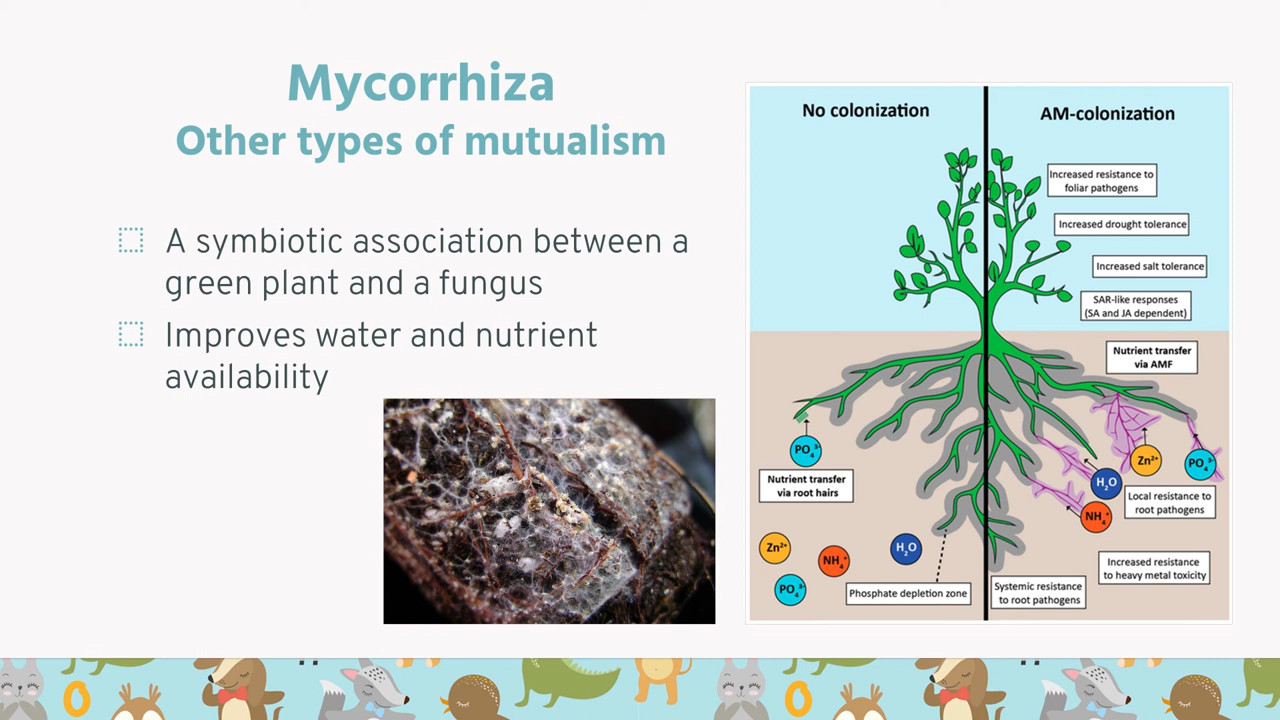 Mycorrhiza
Other types of mutualism
A symbiotic association between a
green plant and a fungus
Improves water and nutrient
availability
No colonization
AM-colonization
Increased resistance to
foliar pathogens
Increased drought tolerance
Increased salt tolerance
SAR-like responses
(SA and JA dependent)
Nutrient transfer
via AMF
PO₄³⁻
Nutrient transfer
via root hairs
Zn²⁺
PO₄³⁻
H₂O
NH₄⁺
Local resistance to
root pathogens
Zn²⁺
NH₄⁺
H₂O
PO₄³⁻
Phosphate depletion zone
Increased resistance
to heavy metal toxicity
Systemic resistance
to root pathogens